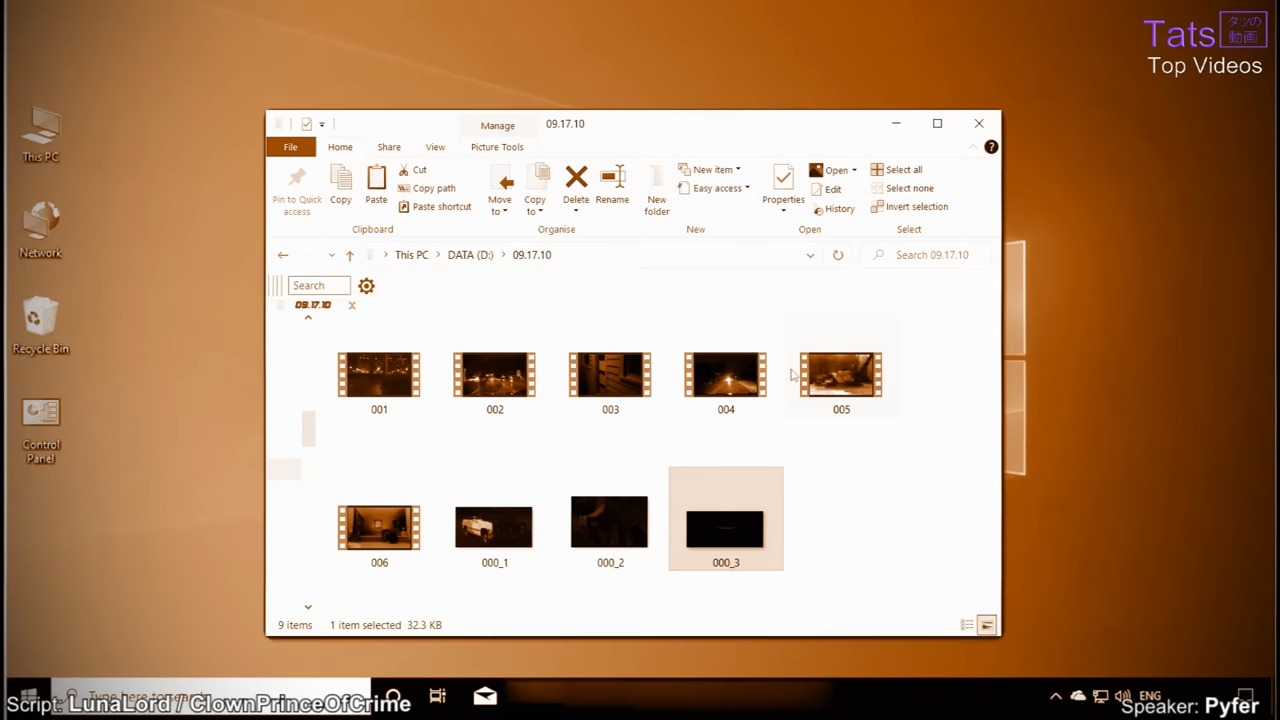 Tats タツの動画
Top Videos
This PC
Network
Recycle Bin
Control Panel
Manage
09.17.10
File
Home
Share
View
Picture Tools
Pin to Quick access
Copy
Paste
Cut
Copy path
Paste shortcut
Move to
Copy to
Delete
Rename
New folder
New item
Easy access
Properties
Open
Edit
History
Select all
Select none
Invert selection
Clipboard
Organise
New
Open
Select
This PC
DATA (D:)
09.17.10
Search 09.17.10
Search
09.17.10 x
001
002
003
004
005
006
000_1
000_2
000_3
9 items
1 item selected 32.3 KB
Type here to search
ENG
Script: LunaLord / ClownPrinceOfCrime
Speaker: Pyfer